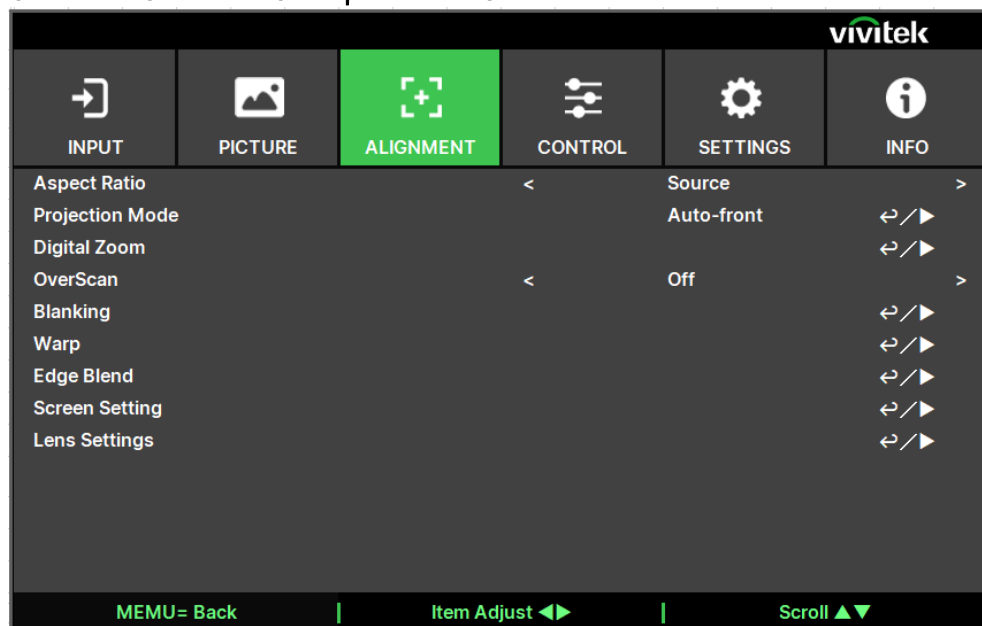 vivitek
INPUT PICTURE ALIGNMENT CONTROL SETTINGS INFO
Aspect Ratio < Source >
Projection Mode Auto-front ↩/▶
Digital Zoom ↩/▶
OverScan < Off >
Blanking ↩/▶
Warp ↩/▶
Edge Blend ↩/▶
Screen Setting ↩/▶
Lens Settings ↩/▶
MEMU= Back | Item Adjust ◀▶ | Scroll ▲▼